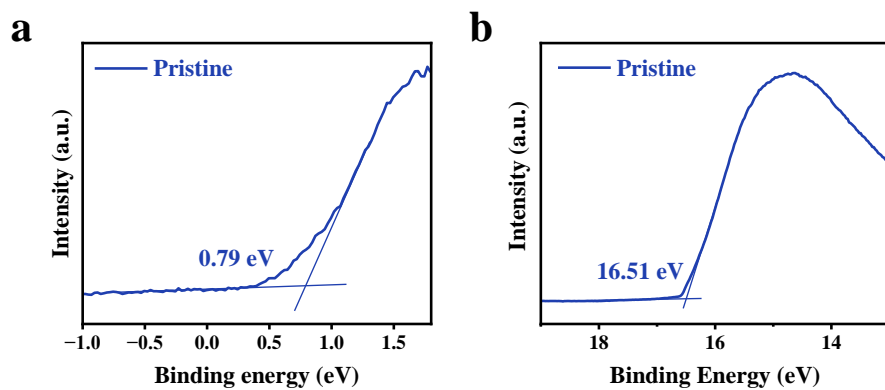 a
Pristine
Intensity (a.u.)
0.79 eV
−1.0 −0.5 0.0 0.5 1.0 1.5
Binding energy (eV)
b
Pristine
Intensity (a.u.)
16.51 eV
18 16 14
Binding Energy (eV)